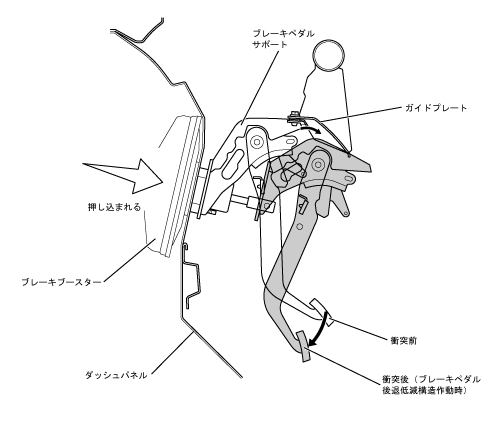 ブレーキペダル
サポート
ガイドプレート
押し込まれる
ブレーキブースター
衝突前
ダッシュパネル
衝突後（ブレーキペダル
後退低減構造作動時）